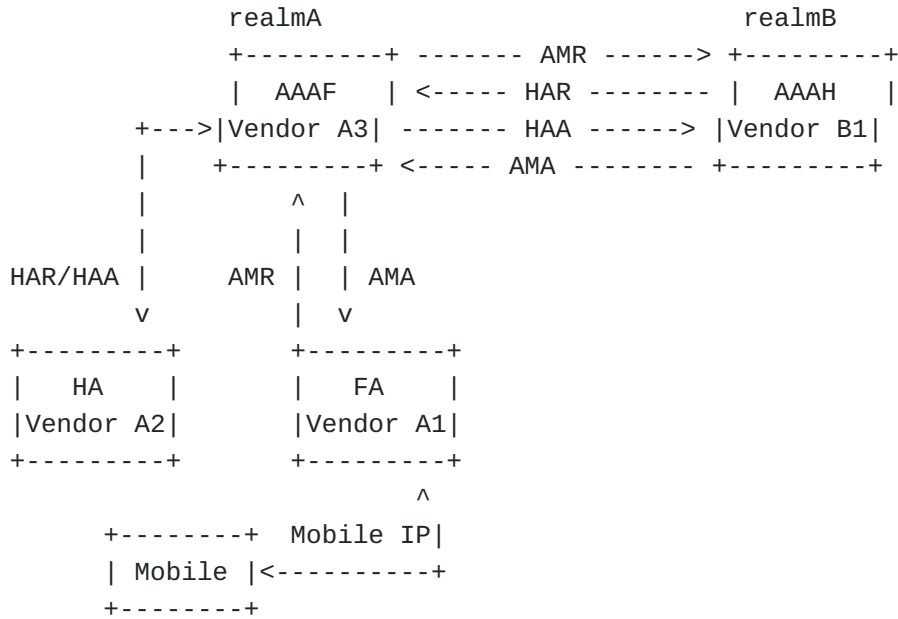 realmA realmB
+---------+ ------- AMR ------> +---------+
| AAAF | <----- HAR -------- | AAAH |
+--->|Vendor A3| ------- HAA ------> |Vendor B1|
| +---------+ <----- AMA -------- +---------+
| ^ |
| | |
HAR/HAA | AMR | | AMA
v | v
+---------+ +---------+
| HA | | FA |
|Vendor A2| |Vendor A1|
+---------+ +---------+
^
+--------+ Mobile IP|
| Mobile |<----------+
+--------+